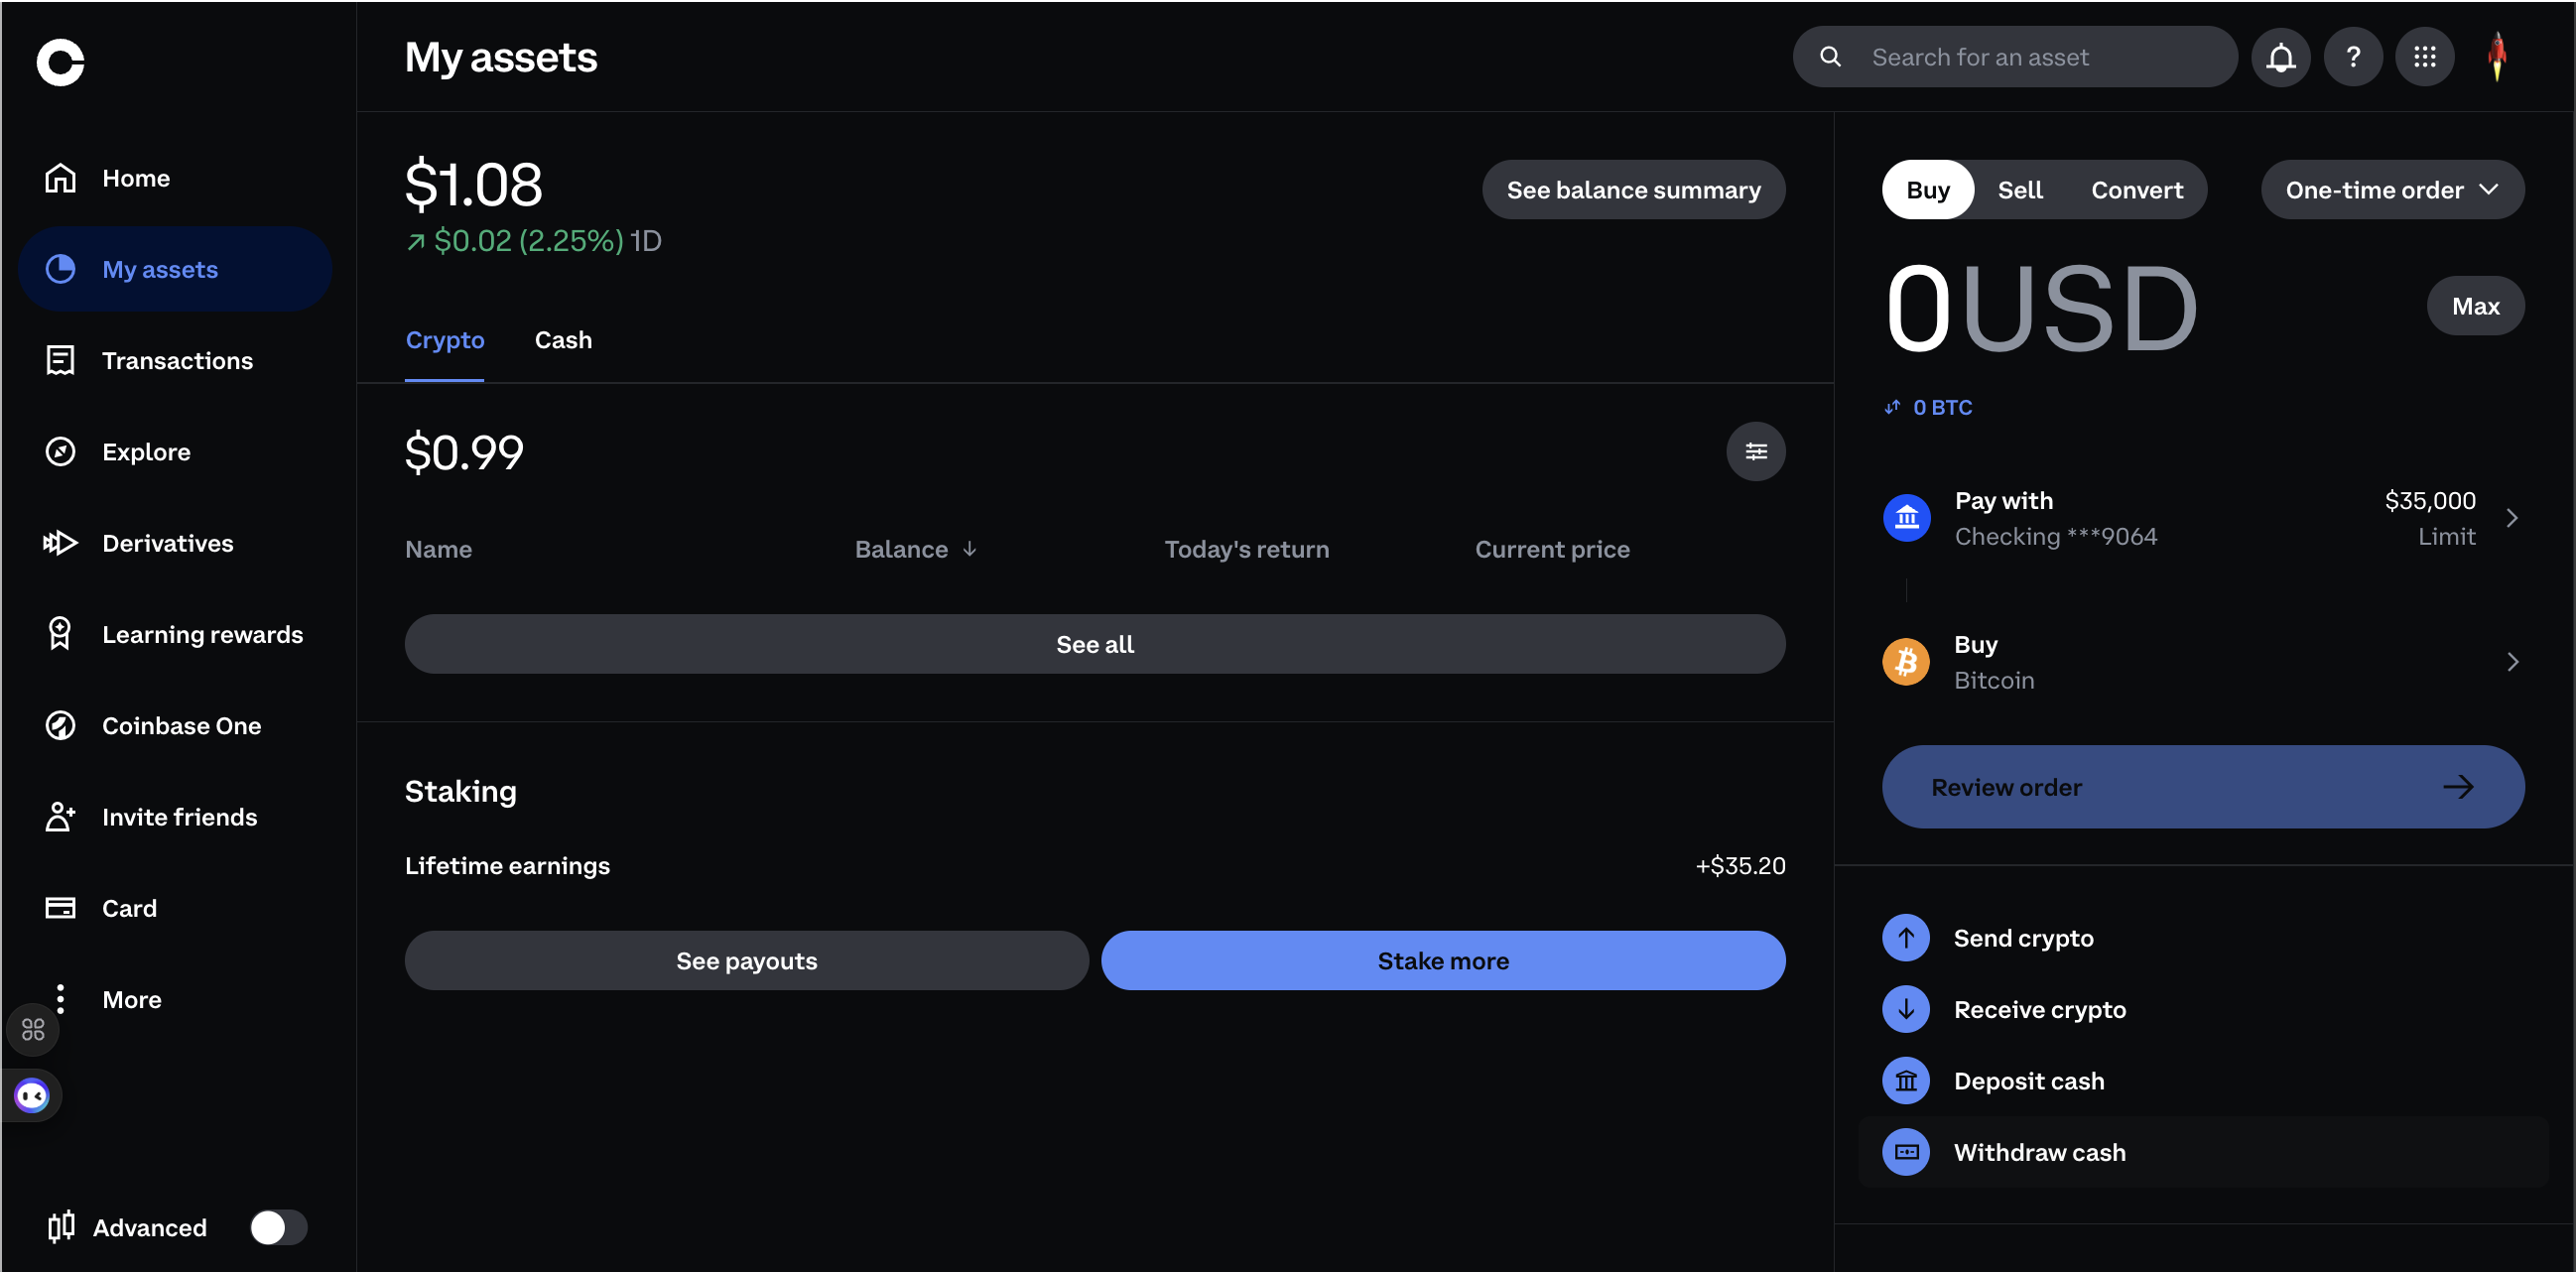 My assets
Search for an asset
?
Home
My assets
Transactions
Explore
Derivatives
Learning rewards
Coinbase One
Invite friends
Card
More
Advanced
$1.08
↗ $0.02 (2.25%) 1D
See balance summary
Crypto Cash
$0.99
Name Balance ↓ Today's return Current price
See all
Staking
Lifetime earnings +$35.20
See payouts Stake more
Buy Sell Convert One-time order
0USD
Max
0 BTC
Pay with $35,000
Checking ***9064 Limit
Buy
Bitcoin
Review order →
Send crypto
Receive crypto
Deposit cash
Withdraw cash